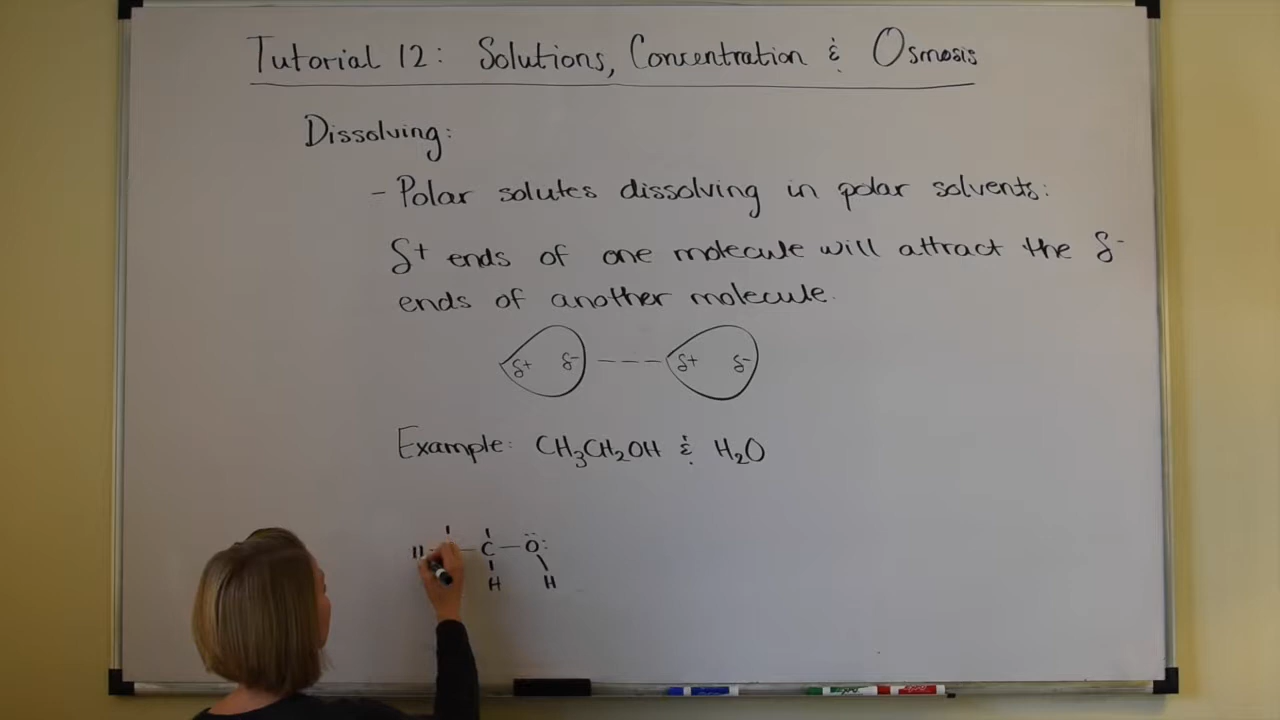 Tutorial 12: Solutions, Concentration & Osmosis
Dissolving:
- Polar solutes dissolving in polar solvents:
δ+ ends of one molecule will attract the δ-
ends of another molecule.
δ+ δ- --- δ+ δ-
Example: CH₃CH₂OH & H₂O
H - C - O
H H